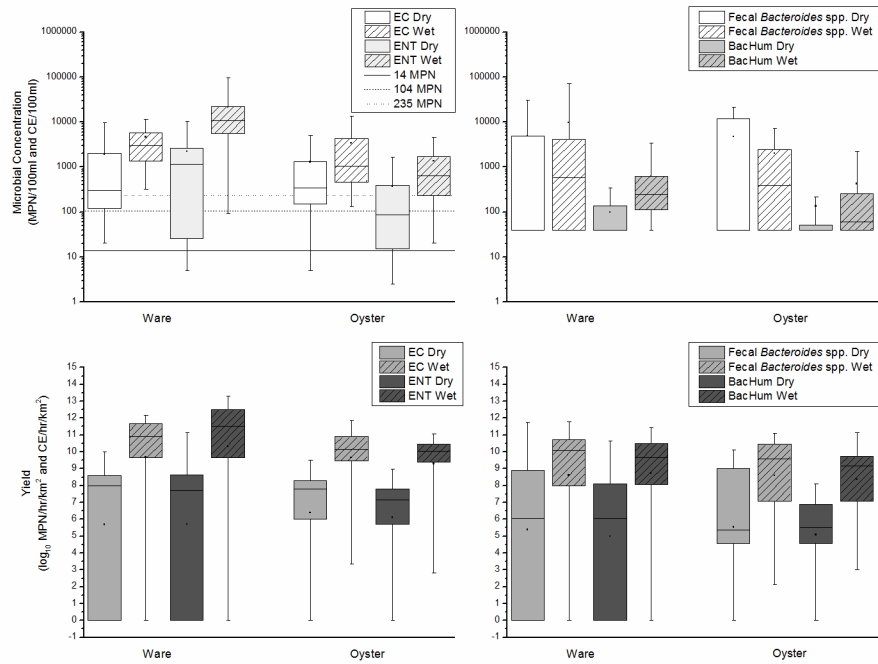 EC Dry
EC Wet
ENT Dry
ENT Wet
14 MPN
104 MPN
235 MPN
1000000
100000
10000
1000
100
10
1
Microbial Concentration
(MPN/100ml and CE/100ml)
Ware
Oyster
Fecal Bacteroides spp. Dry
Fecal Bacteroides spp. Wet
BacHum Dry
BacHum Wet
1000000
100000
10000
1000
100
10
1
Ware
Oyster
EC Dry
EC Wet
ENT Dry
ENT Wet
15
14
13
12
11
10
9
8
7
6
5
4
3
2
1
0
-1
Yield
(log₁₀ MPN/hr/km² and CE/hr/km²)
Ware
Oyster
Fecal Bacteroides spp. Dry
Fecal Bacteroides spp. Wet
BacHum Dry
BacHum Wet
15
14
13
12
11
10
9
8
7
6
5
4
3
2
1
0
-1
Ware
Oyster